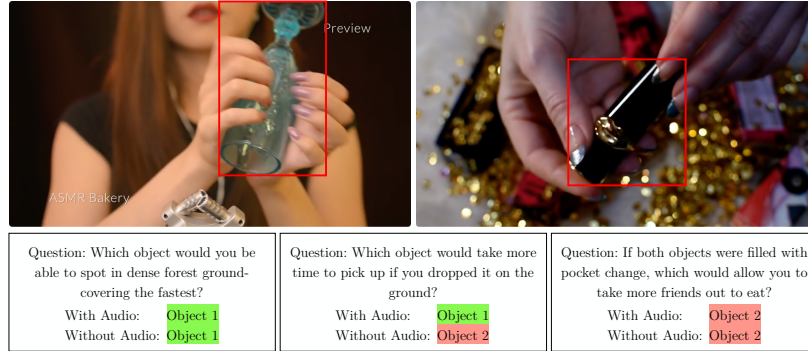 Preview
ASMR Bakery
Question: Which object would you be
able to spot in dense forest ground-
covering the fastest?
With Audio: Object 1
Without Audio: Object 1
Question: Which object would take more
time to pick up if you dropped it on the
ground?
With Audio: Object 1
Without Audio: Object 2
Question: If both objects were filled with
pocket change, which would allow you to
take more friends out to eat?
With Audio: Object 2
Without Audio: Object 2